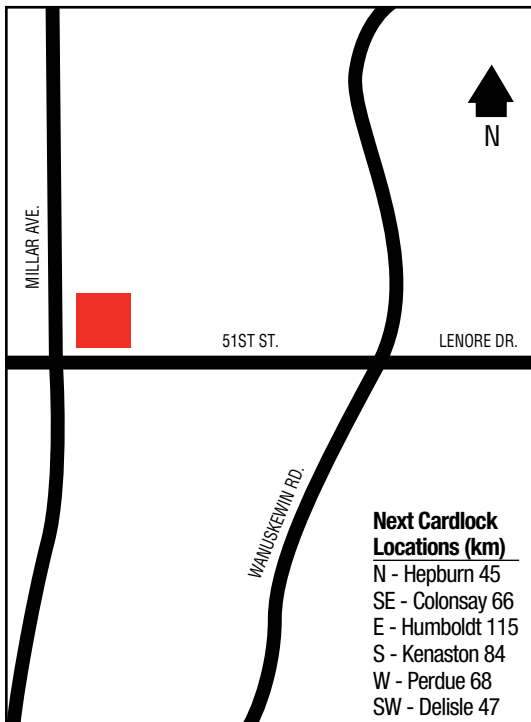 N
MILLAR AVE.
51ST ST.
LENORE DR.
WANUSKEWIN RD.
Next Cardlock
Locations (km)
N - Hepburn 45
SE - Colonsay 66
E - Humboldt 115
S - Kenaston 84
W - Perdue 68
SW - Delisle 47